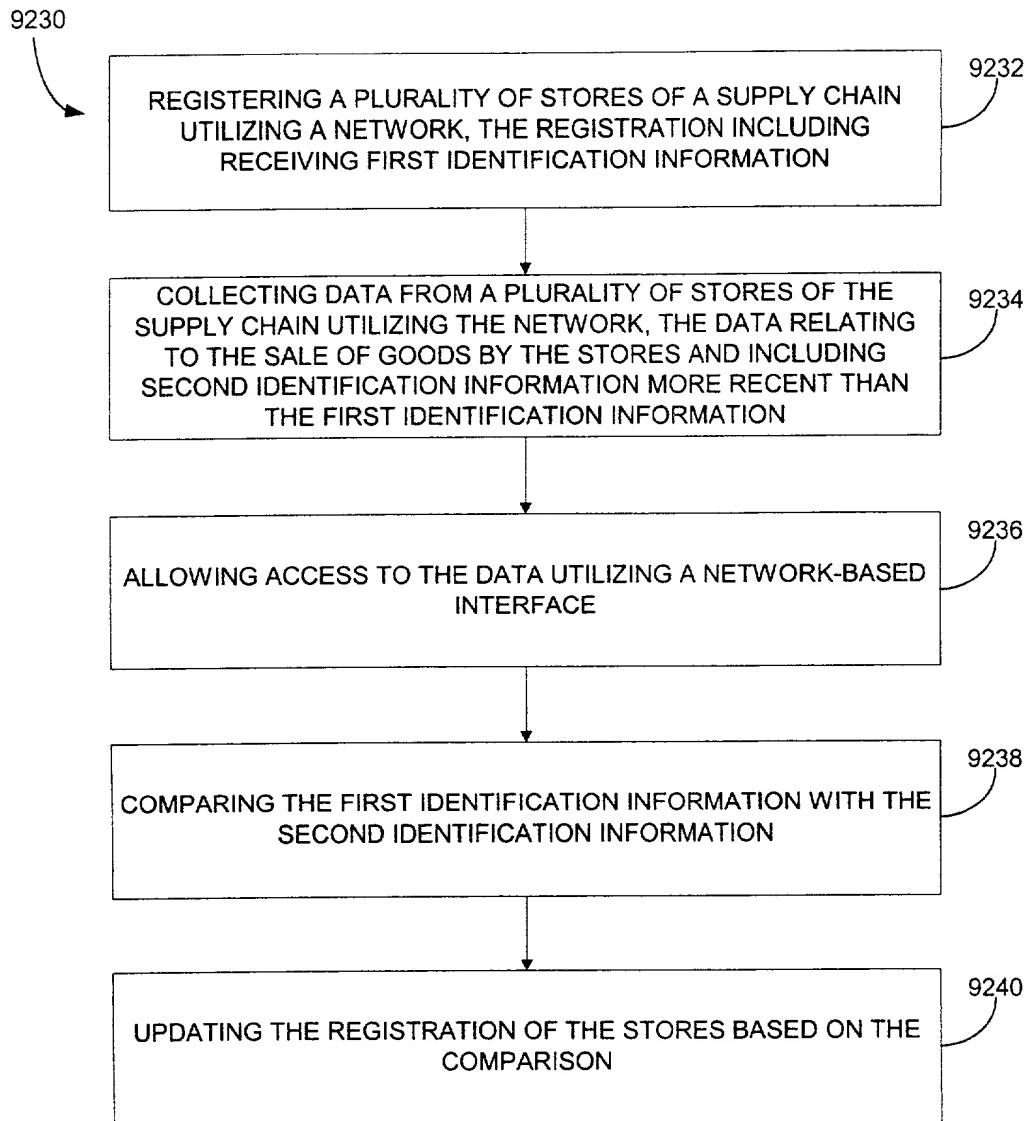 9230
9232
REGISTERING A PLURALITY OF STORES OF A SUPPLY CHAIN
UTILIZING A NETWORK, THE REGISTRATION INCLUDING
RECEIVING FIRST IDENTIFICATION INFORMATION
9234
COLLECTING DATA FROM A PLURALITY OF STORES OF THE
SUPPLY CHAIN UTILIZING THE NETWORK, THE DATA RELATING
TO THE SALE OF GOODS BY THE STORES AND INCLUDING
SECOND IDENTIFICATION INFORMATION MORE RECENT THAN
THE FIRST IDENTIFICATION INFORMATION
9236
ALLOWING ACCESS TO THE DATA UTILIZING A NETWORK-BASED
INTERFACE
9238
COMPARING THE FIRST IDENTIFICATION INFORMATION WITH THE
SECOND IDENTIFICATION INFORMATION
9240
UPDATING THE REGISTRATION OF THE STORES BASED ON THE
COMPARISON